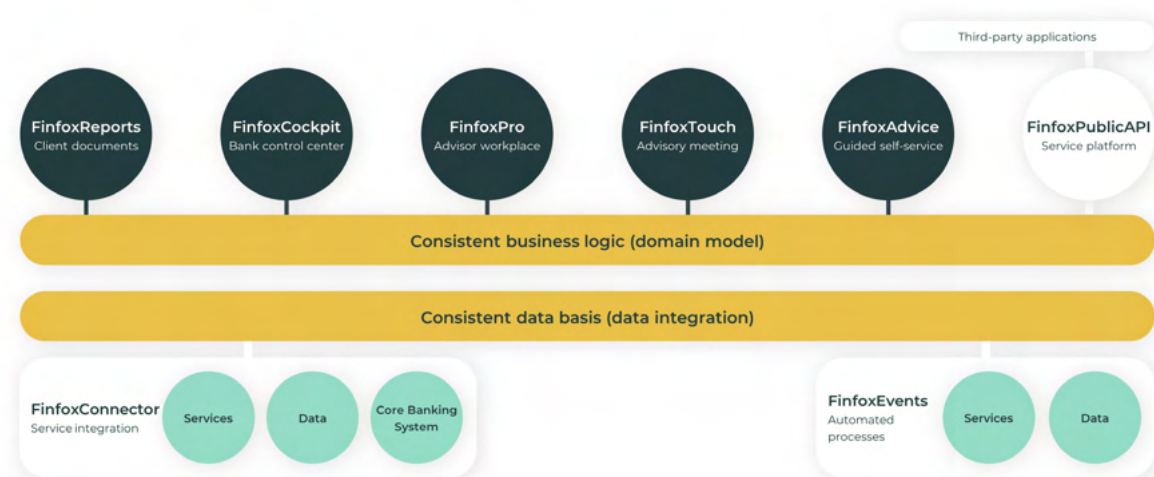 Third-party applications
FinfoxReports
Client documents
FinfoxCockpit
Bank control center
FinfoxPro
Advisor workplace
FinfoxTouch
Advisory meeting
FinfoxAdvice
Guided self-service
FinfoxPublicAPI
Service platform
Consistent business logic (domain model)
Consistent data basis (data integration)
FinfoxConnector
Service integration
Services
Data
Core Banking
System
FinfoxEvents
Automated
processes
Services
Data